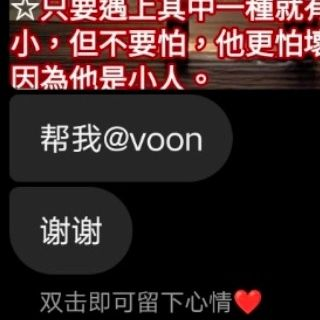 ☆只要遇上其中一種就有
小，但不要怕，他更怕壞
因為他是小人。
帮我@voon
谢谢
双击即可留下心情❤️